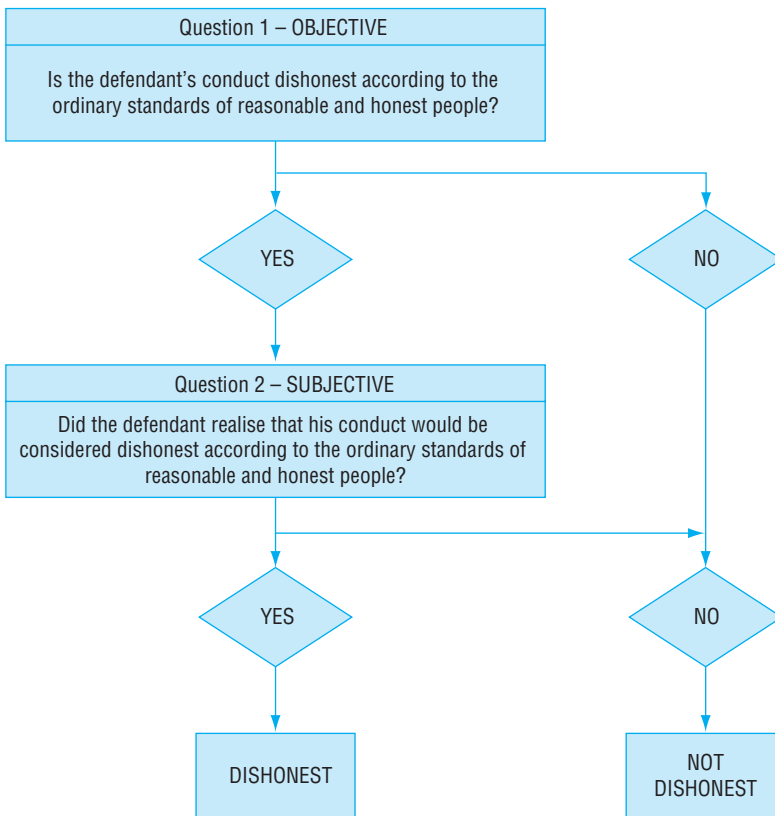 Question 1 – OBJECTIVE
Is the defendant's conduct dishonest according to the
ordinary standards of reasonable and honest people?
YES
NO
Question 2 – SUBJECTIVE
Did the defendant realise that his conduct would be
considered dishonest according to the ordinary standards of
reasonable and honest people?
YES
NO
DISHONEST
NOT
DISHONEST